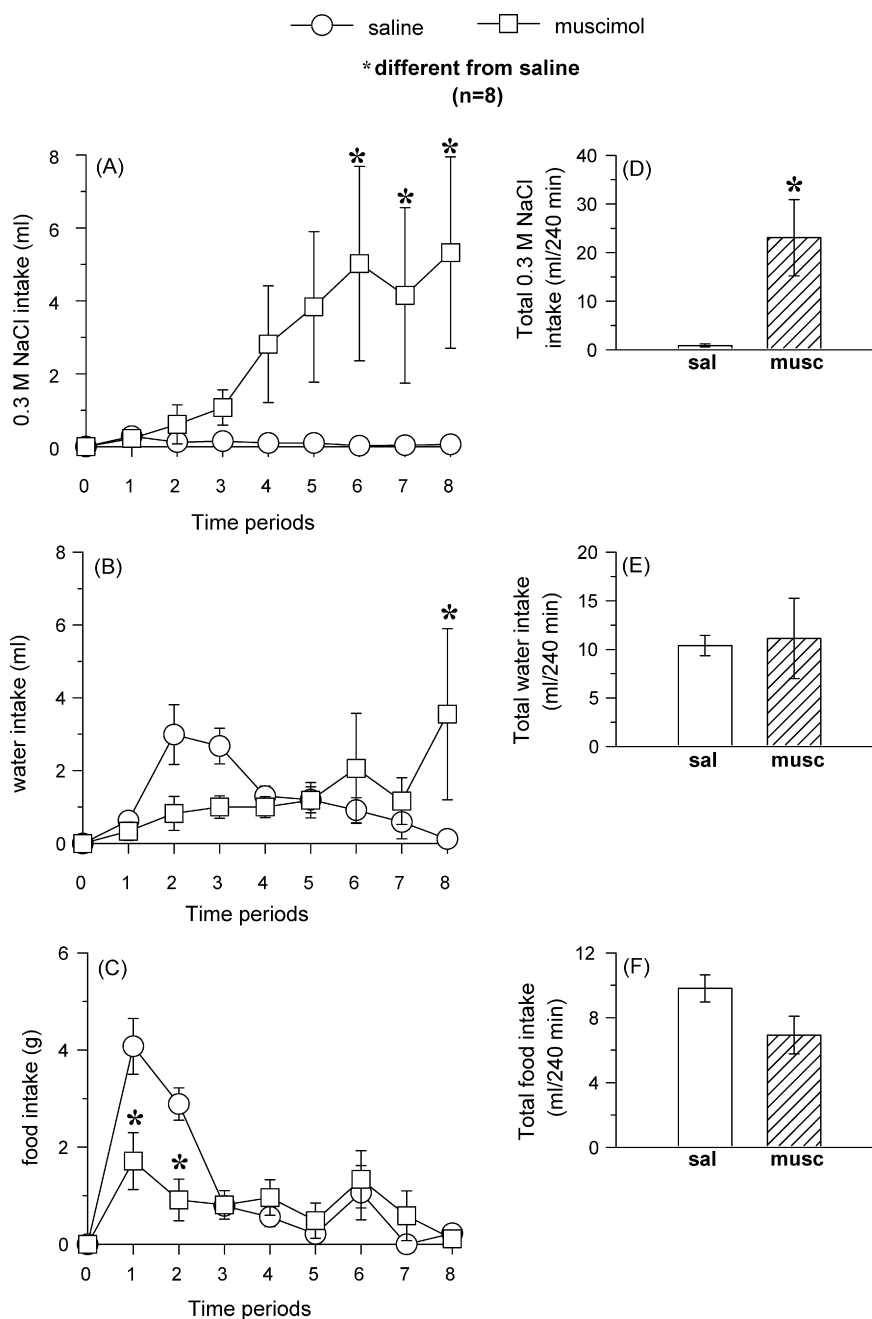 saline muscimol
* different from saline
(n=8)
(A)
0.3 M NaCl intake (ml)
8
6
4
2
0
* * *
0 1 2 3 4 5 6 7 8
Time periods
(D)
Total 0.3 M NaCl
intake (ml/240 min)
40
30
20
10
0
*
sal musc
(B)
water intake (ml)
8
6
4
2
0
*
0 1 2 3 4 5 6 7 8
Time periods
(E)
Total water intake
(ml/240 min)
20
15
10
5
0
sal musc
(C)
food intake (g)
6
4
2
0
* *
0 1 2 3 4 5 6 7 8
Time periods
(F)
Total food intake
(ml/240 min)
12
8
4
0
sal musc